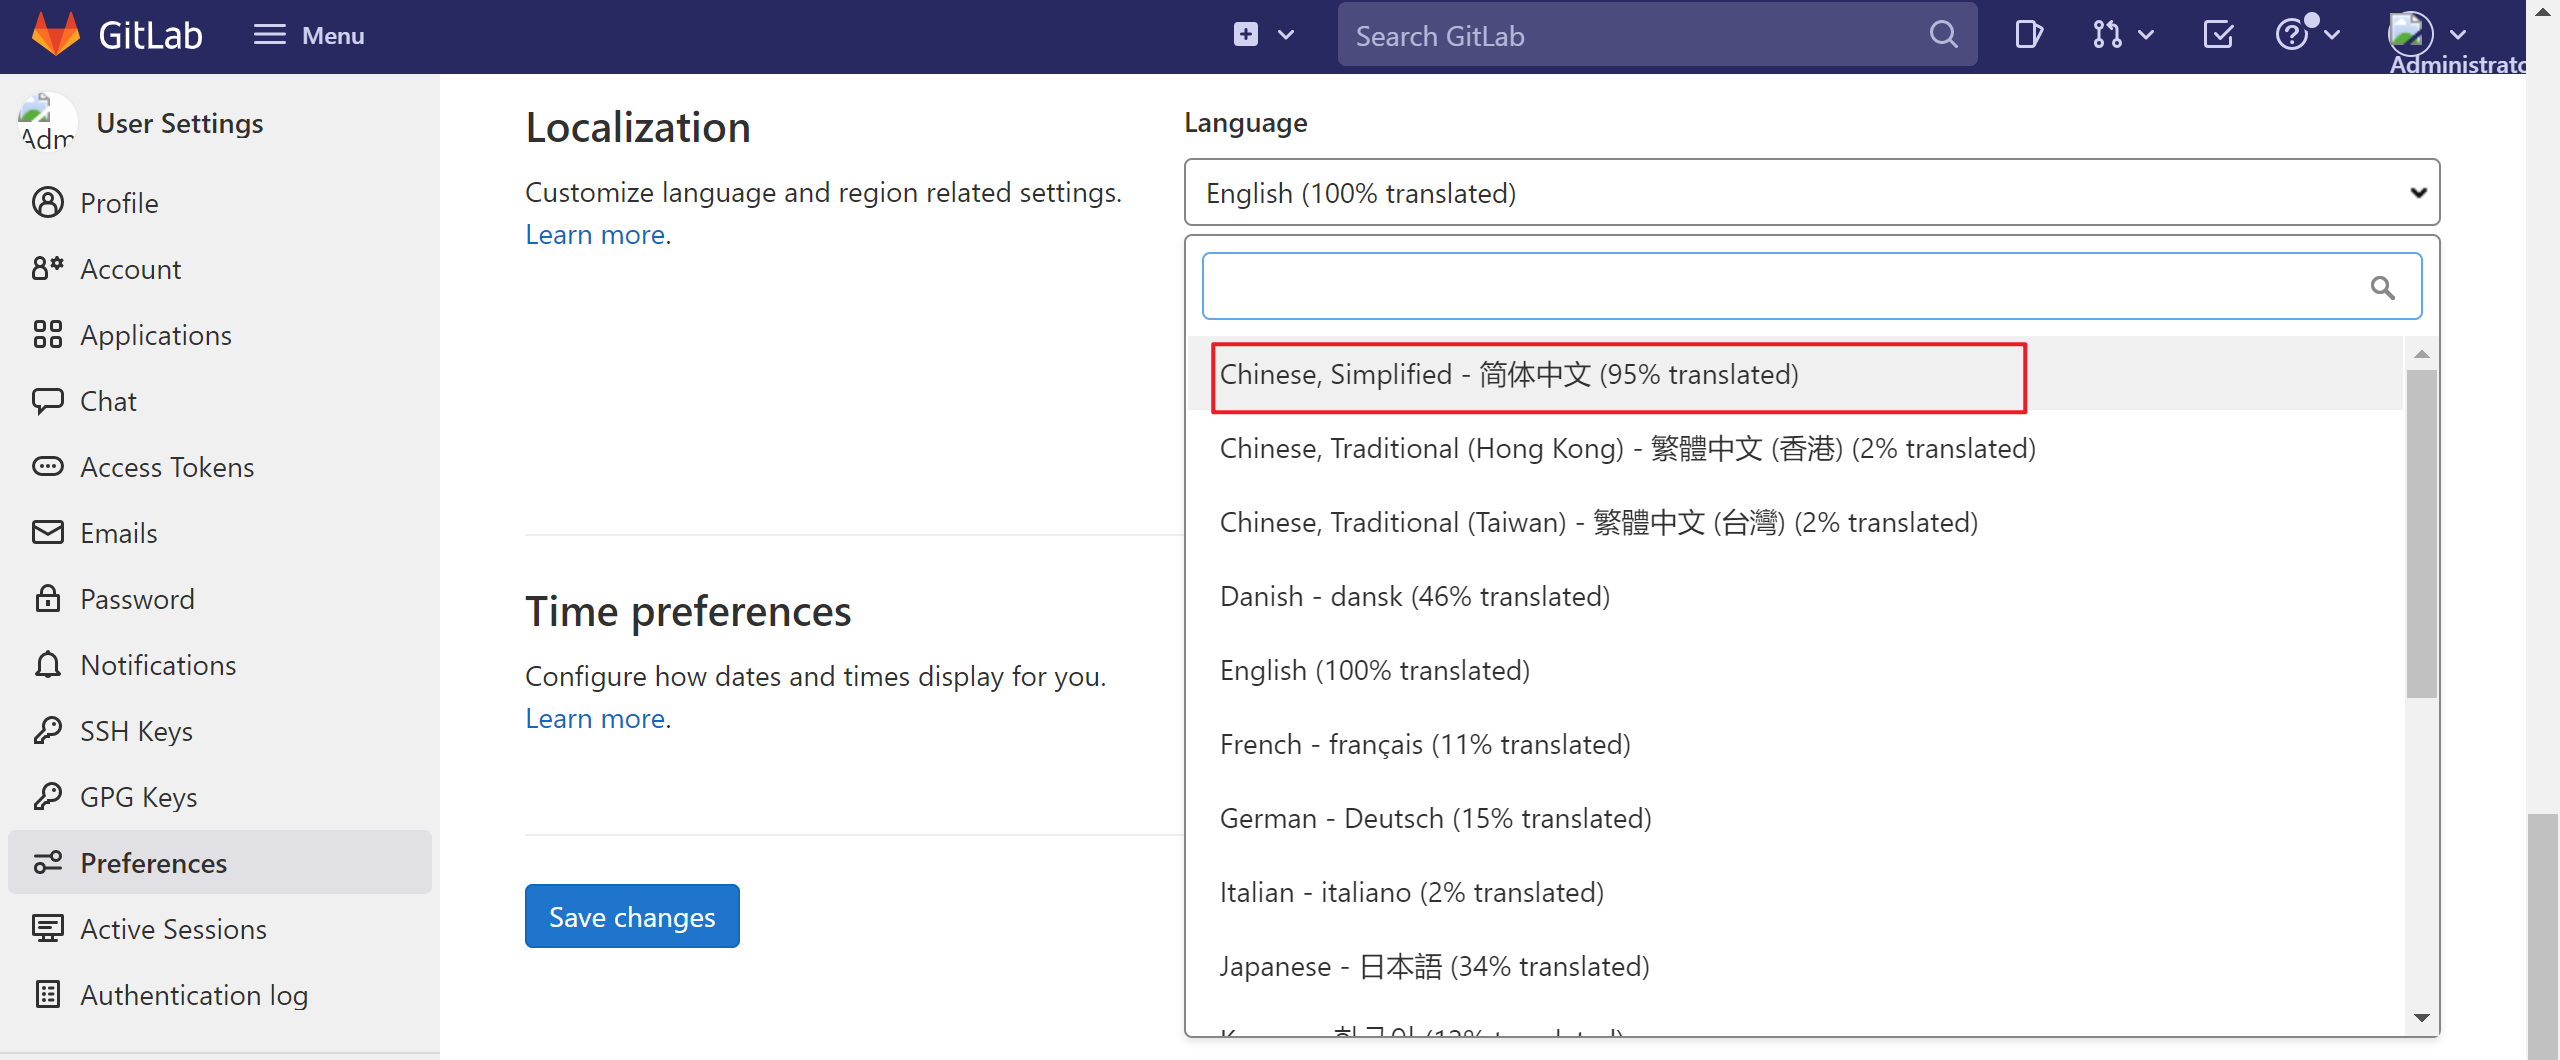 GitLab
Menu
Search GitLab
Administrato
Adm
User Settings
Profile
Account
Applications
Chat
Access Tokens
Emails
Password
Notifications
SSH Keys
GPG Keys
Preferences
Active Sessions
Authentication log
Localization
Customize language and region related settings.
Learn more.
Time preferences
Configure how dates and times display for you.
Learn more.
Save changes
Language
English (100% translated)
Chinese, Simplified - 简体中文 (95% translated)
Chinese, Traditional (Hong Kong) - 繁體中文 (香港) (2% translated)
Chinese, Traditional (Taiwan) - 繁體中文 (台灣) (2% translated)
Danish - dansk (46% translated)
English (100% translated)
French - français (11% translated)
German - Deutsch (15% translated)
Italian - italiano (2% translated)
Japanese - 日本語 (34% translated)